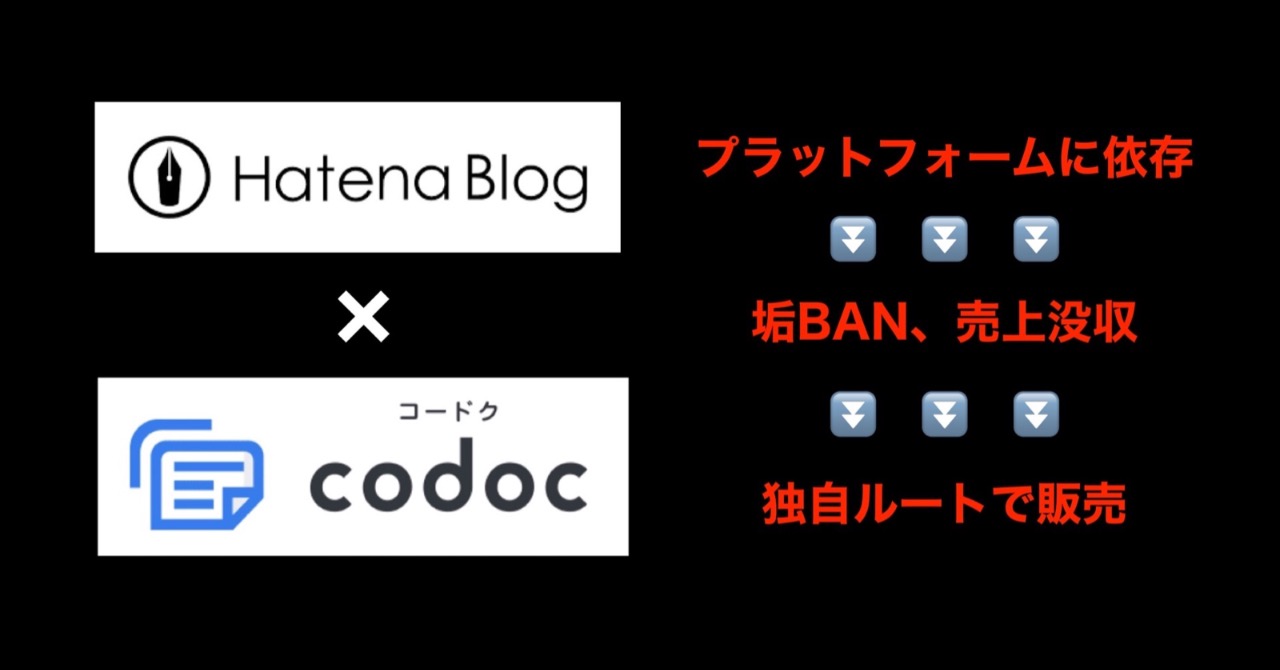 Hatena Blog
×
コードク
codoc
プラットフォームに依存
⏬ ⏬ ⏬
垢BAN、売上没収
⏬ ⏬ ⏬
独自ルートで販売